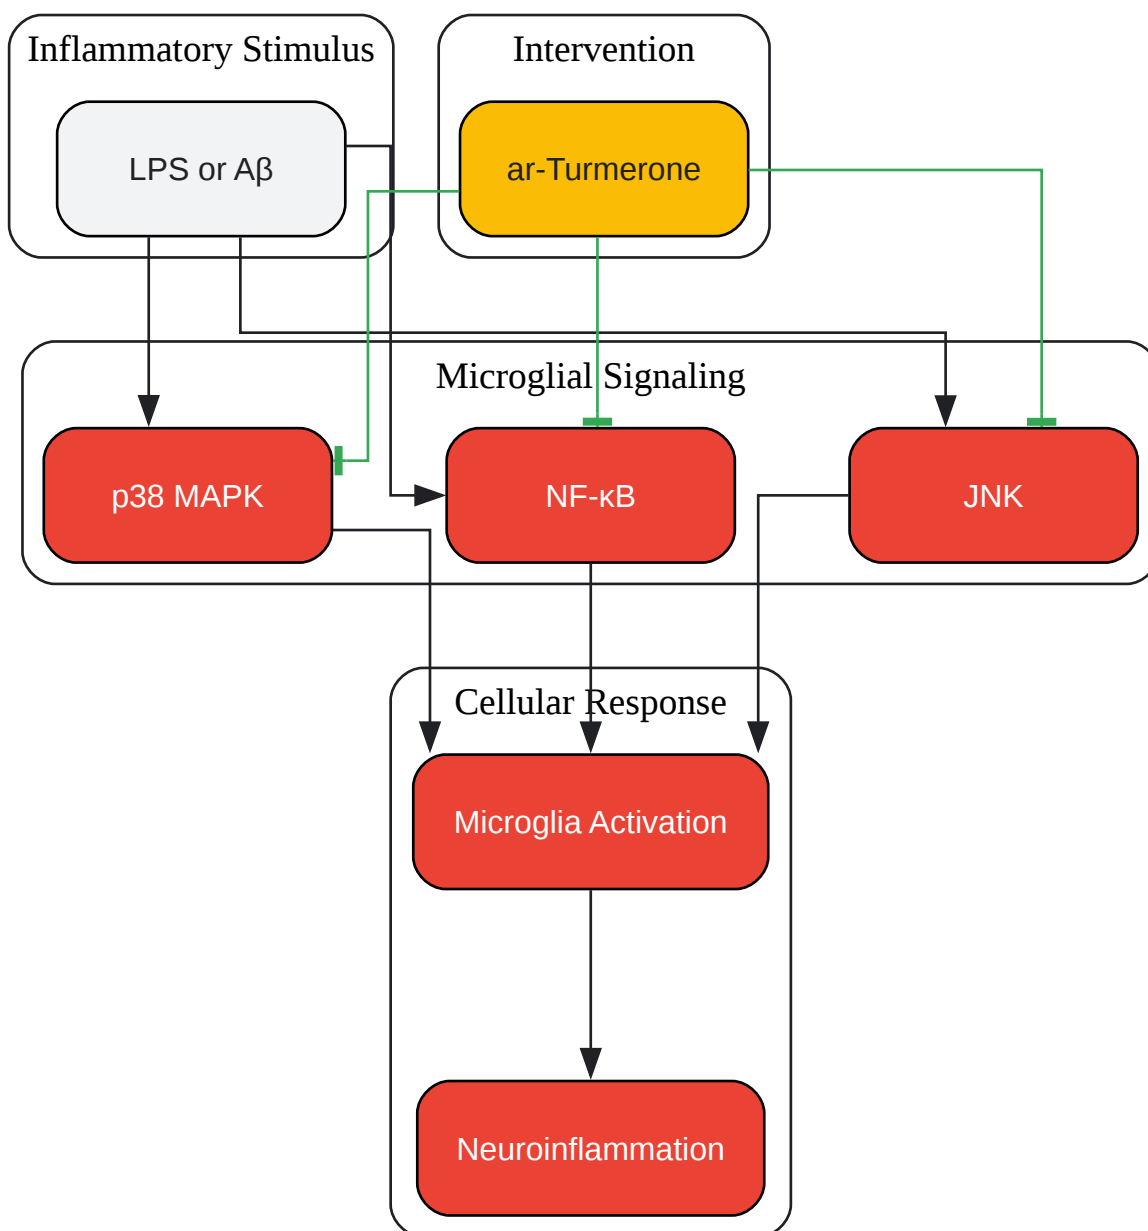 Inflammatory Stimulus
Intervention
LPS or Aβ
ar-Turmerone
Microglial Signaling
p38 MAPK
NF-κB
JNK
Cellular Response
Microglia Activation
Neuroinflammation